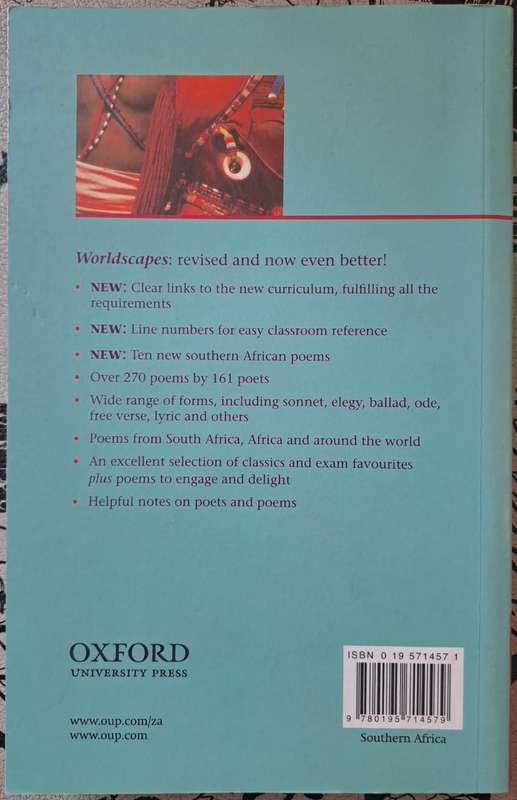 Worldscapes: revised and now even better!
• NEW: Clear links to the new curriculum, fulfilling all the
requirements
• NEW: Line numbers for easy classroom reference
• NEW: Ten new southern African poems
• Over 270 poems by 161 poets
• Wide range of forms, including sonnet, elegy, ballad, ode,
free verse, lyric and others
• Poems from South Africa, Africa and around the world
• An excellent selection of classics and exam favourites
plus poems to engage and delight
• Helpful notes on poets and poems
OXFORD
UNIVERSITY PRESS
www.oup.com/za
www.oup.com
ISBN 0 19 571457 1
9 780195 714579
Southern Africa